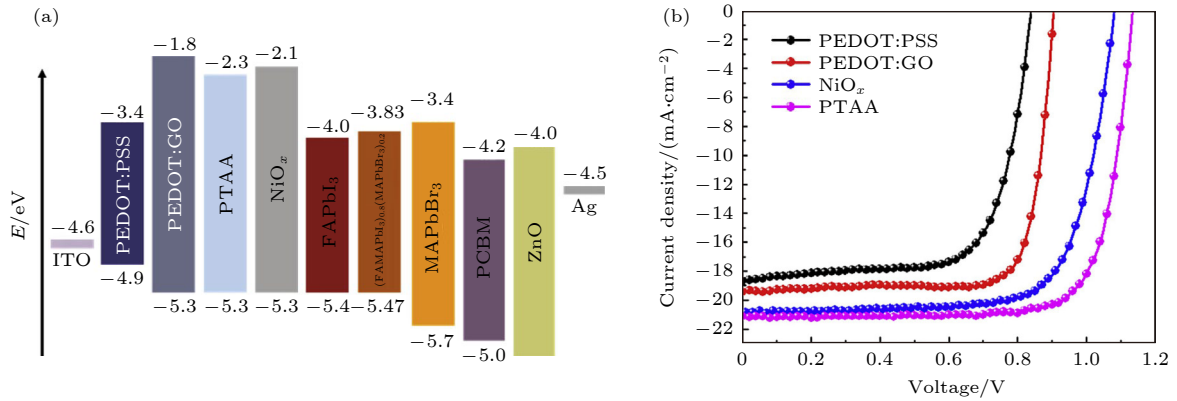 (a)
E/eV
−4.6
ITO
−3.4
PEDOT:PSS
−4.9
−1.8
PEDOT:GO
−5.3
−2.3
PTAA
−5.3
−2.1
NiOₓ
−5.3
−4.0
FAPbI₃
−5.4
−3.83
(FAMAPbI₃)₀.₈(MAPbBr₃)₀.₂
−5.47
−3.4
MAPbBr₃
−5.7
−4.2
PCBM
−5.0
−4.0
ZnO
−4.5
Ag
(b)
Current density/(mA·cm⁻²)
0
−2
−4
−6
−8
−10
−12
−14
−16
−18
−20
−22
PEDOT:PSS
PEDOT:GO
NiOₓ
PTAA
0
0.2
0.4
0.6
0.8
1.0
1.2
Voltage/V